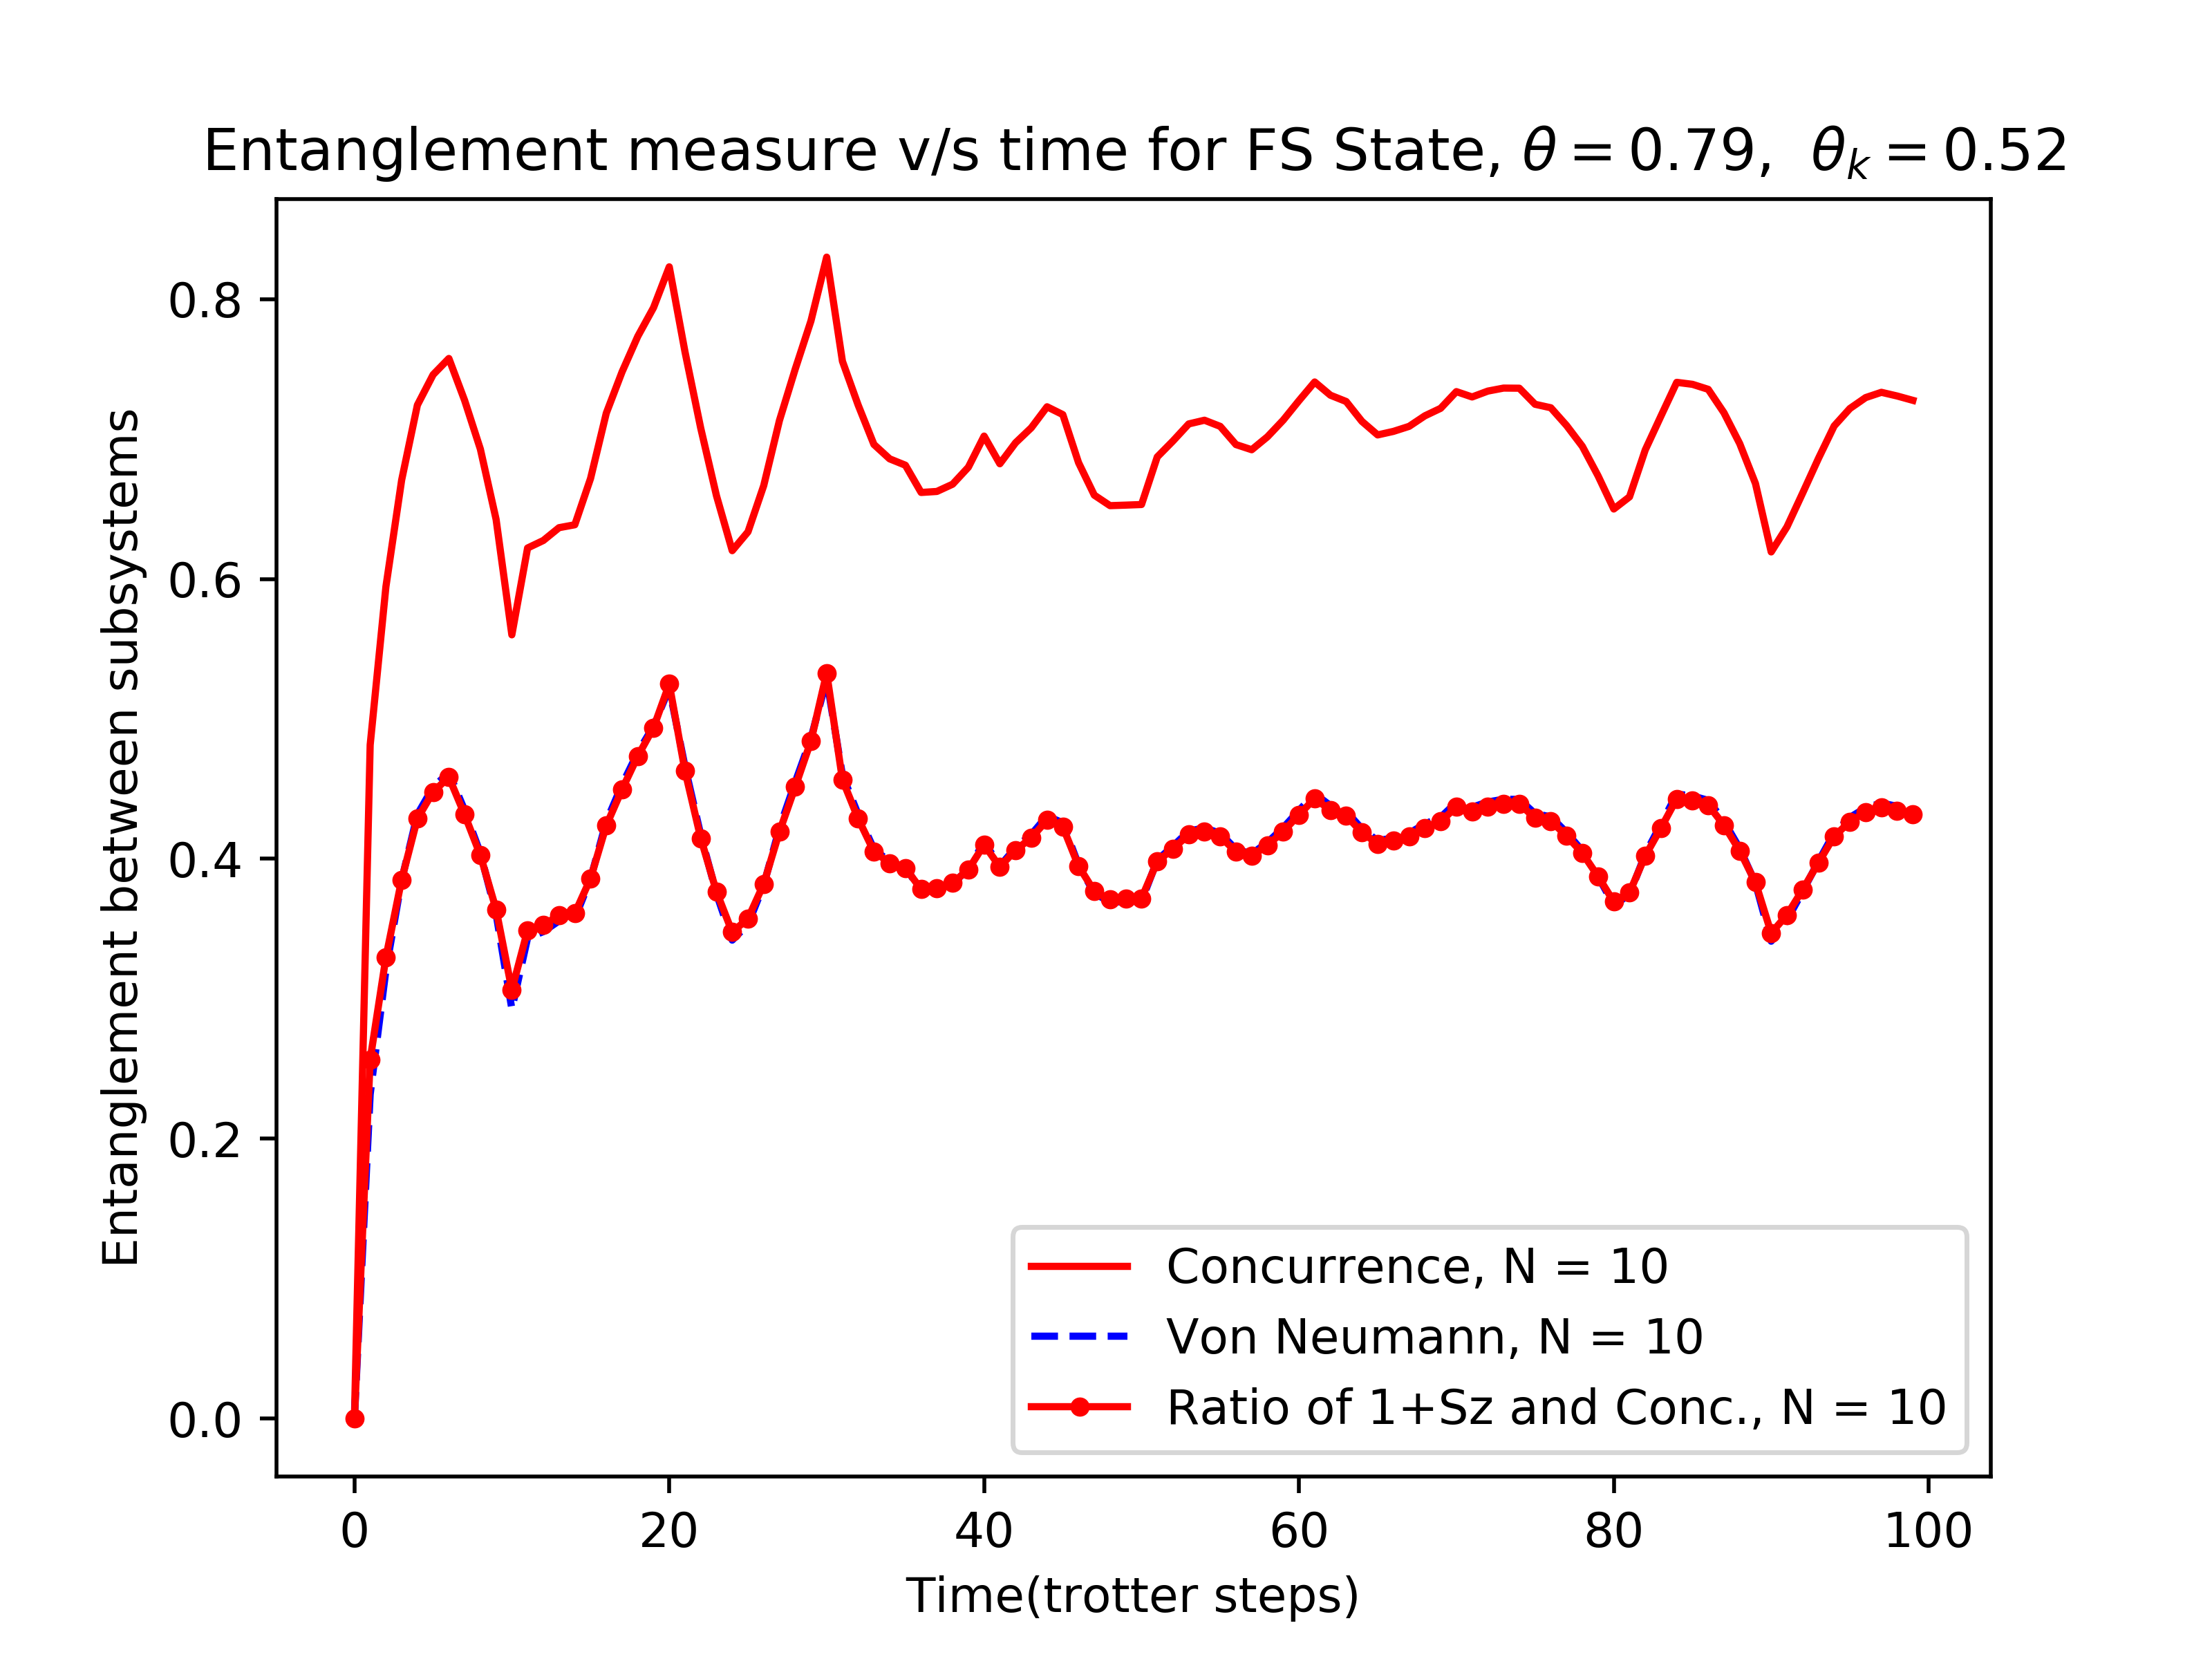 Entanglement measure v/s time for FS State, θ = 0.79, θₖ = 0.52
Entanglement between subsystems
0.8
0.6
0.4
0.2
0.0
0 20 40 60 80 100
Time(trotter steps)
Concurrence, N = 10
Von Neumann, N = 10
Ratio of 1+Sz and Conc., N = 10